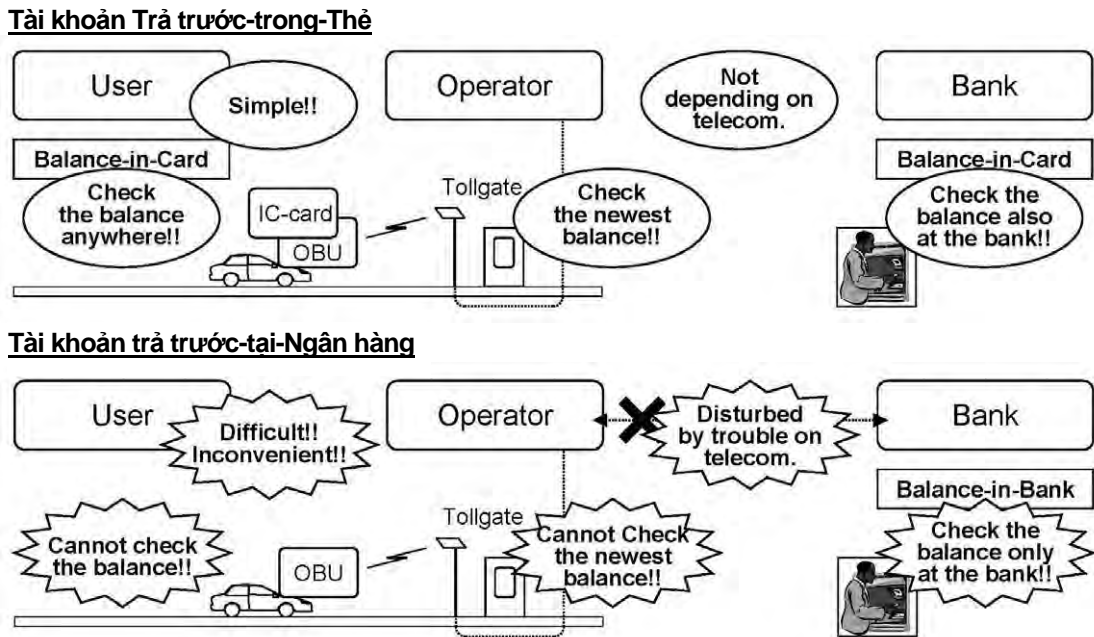 Tài khoản Trả trước-trong-Thẻ
User
Simple!!
Operator
Not
depending on
telecom.
Bank
Balance-in-Card
Balance-in-Card
Check
the balance
anywhere!!
IC-card
OBU
Tollgate
Check
the newest
balance!!
Check the
balance also
at the bank!!
Tài khoản trả trước-tại-Ngân hàng
User
Difficult!!
Inconvenient!!
Operator
Disturbed
by trouble on
telecom.
Bank
Balance-in-Bank
Cannot check
the balance!!
OBU
Tollgate
Cannot Check
the newest
balance!!
Check the
balance only
at the bank!!